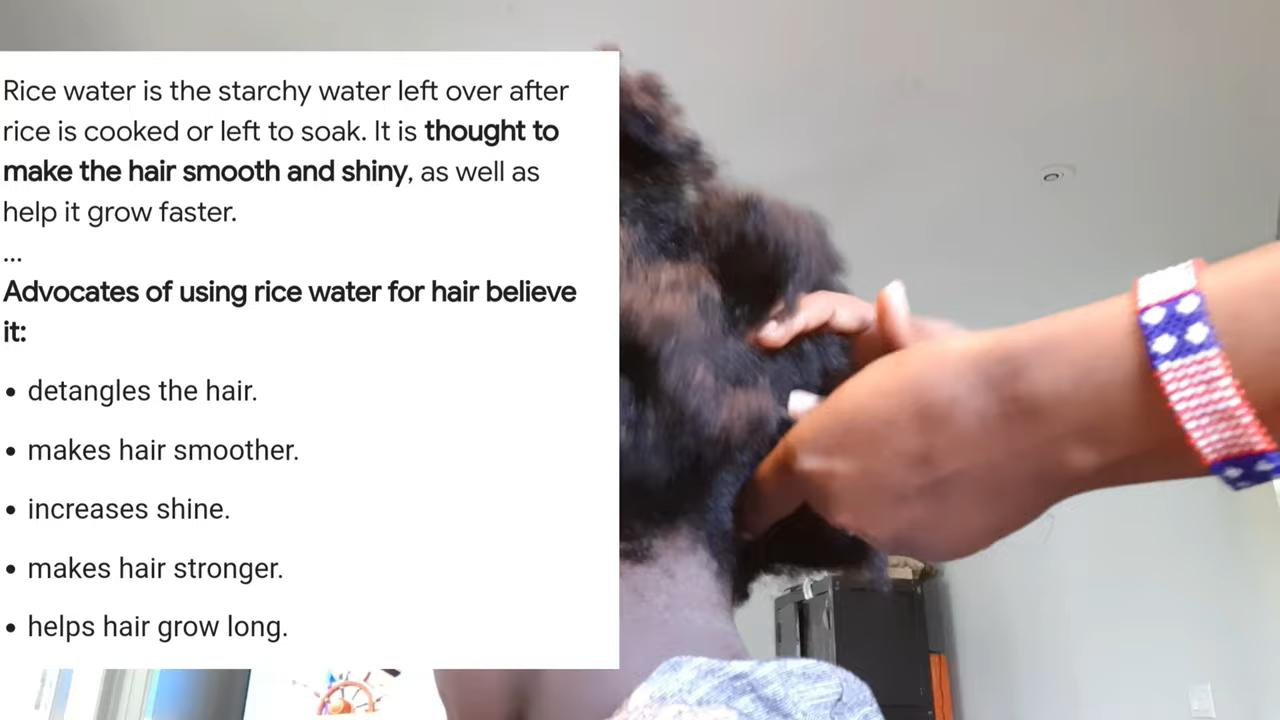 Rice water is the starchy water left over after
rice is cooked or left to soak. It is thought to
make the hair smooth and shiny, as well as
help it grow faster.
...
Advocates of using rice water for hair believe
it:
• detangles the hair.
• makes hair smoother.
• increases shine.
• makes hair stronger.
• helps hair grow long.